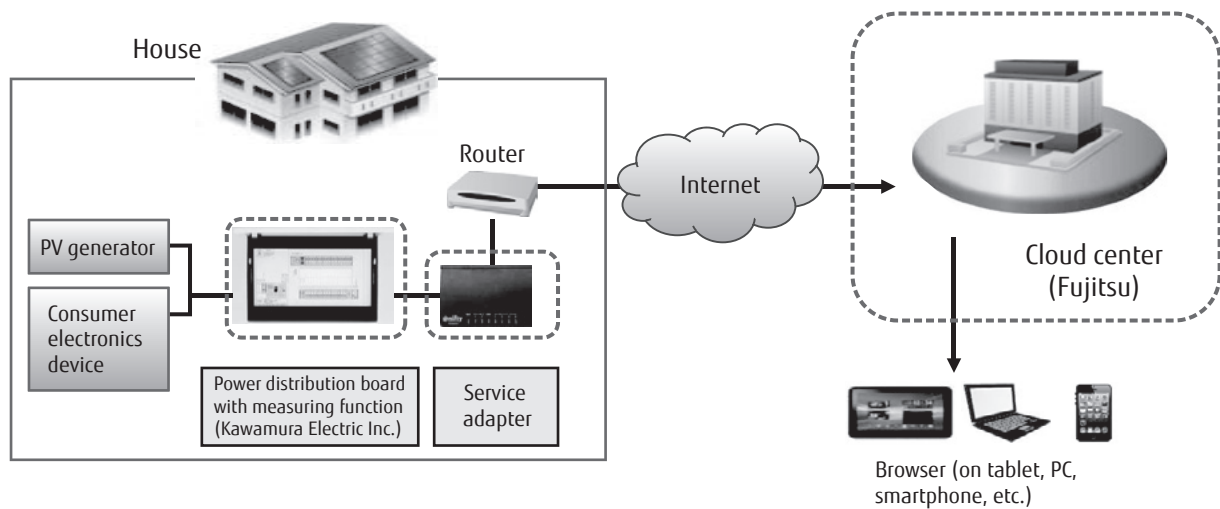 House
Router
Internet
PV generator
Consumer
electronics
device
Power distribution board
with measuring function
(Kawamura Electric Inc.)
Service
adapter
Cloud center
(Fujitsu)
Browser (on tablet, PC,
smartphone, etc.)